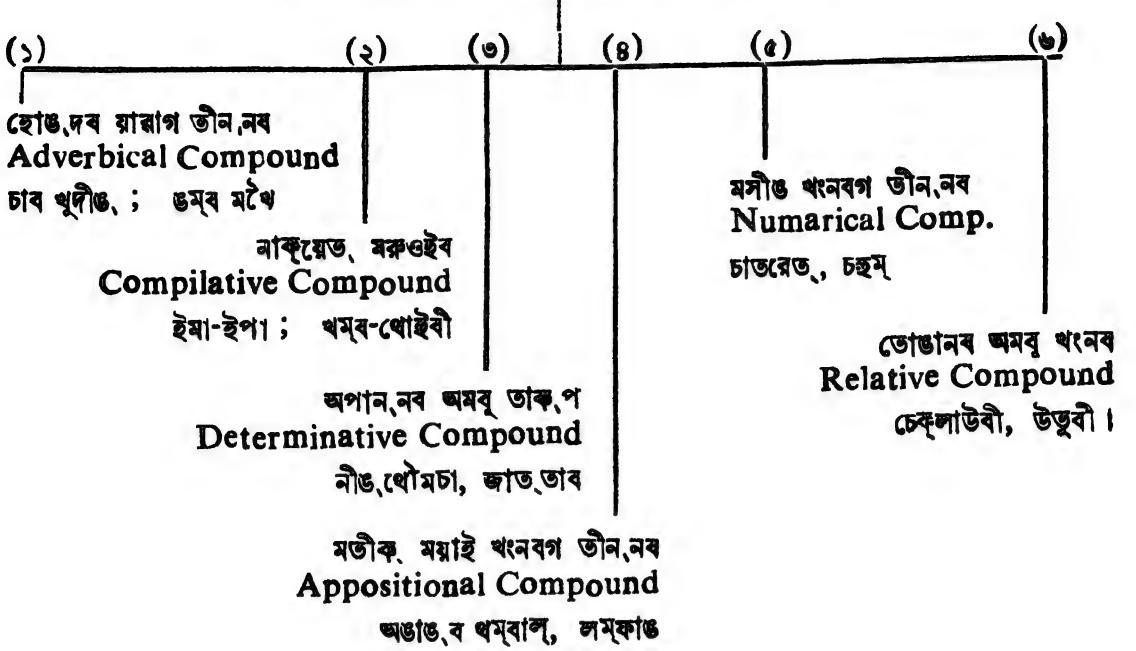 (১) (২) (৩) (৪) (৫) (৬)
হোঙ্দব য়াৱাগ তীন্নব
Adverbical Compound
চাব খুদীঙ্ ; ঙম্ব মখৈ
নাক্য়েত্ মরুওইব
Compilative Compound
ইমা-ইপা ; খম্ব-থোইবী
অপান্নব অমবূ তাক্প
Determinative Compound
নীঙ্থৌমচা, জাত্তাব
মতীক্ ময়াই খংনবগ তীন্নব
Appositional Compound
অঙাঙ্ব থম্বাল্, লম্ফাঙ
মসীঙ খংনবগ তীন্নব
Numarical Comp.
চাতরেত্, চহুম্
তোঙানব অমবূ খংনব
Relative Compound
চেক্লাউবী, উতুবী।